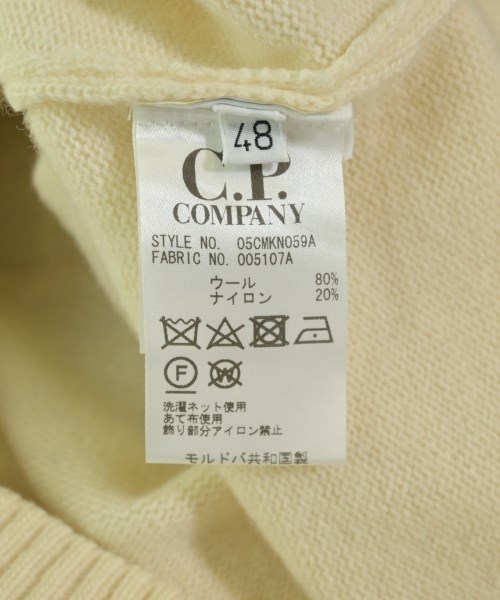 48
C.P.
COMPANY
STYLE NO. 05CMKN059A
FABRIC NO. 005107A
ウール 80%
ナイロン 20%
F W
洗濯ネット使用
あて布使用
飾り部分アイロン禁止
モルドバ共和国製